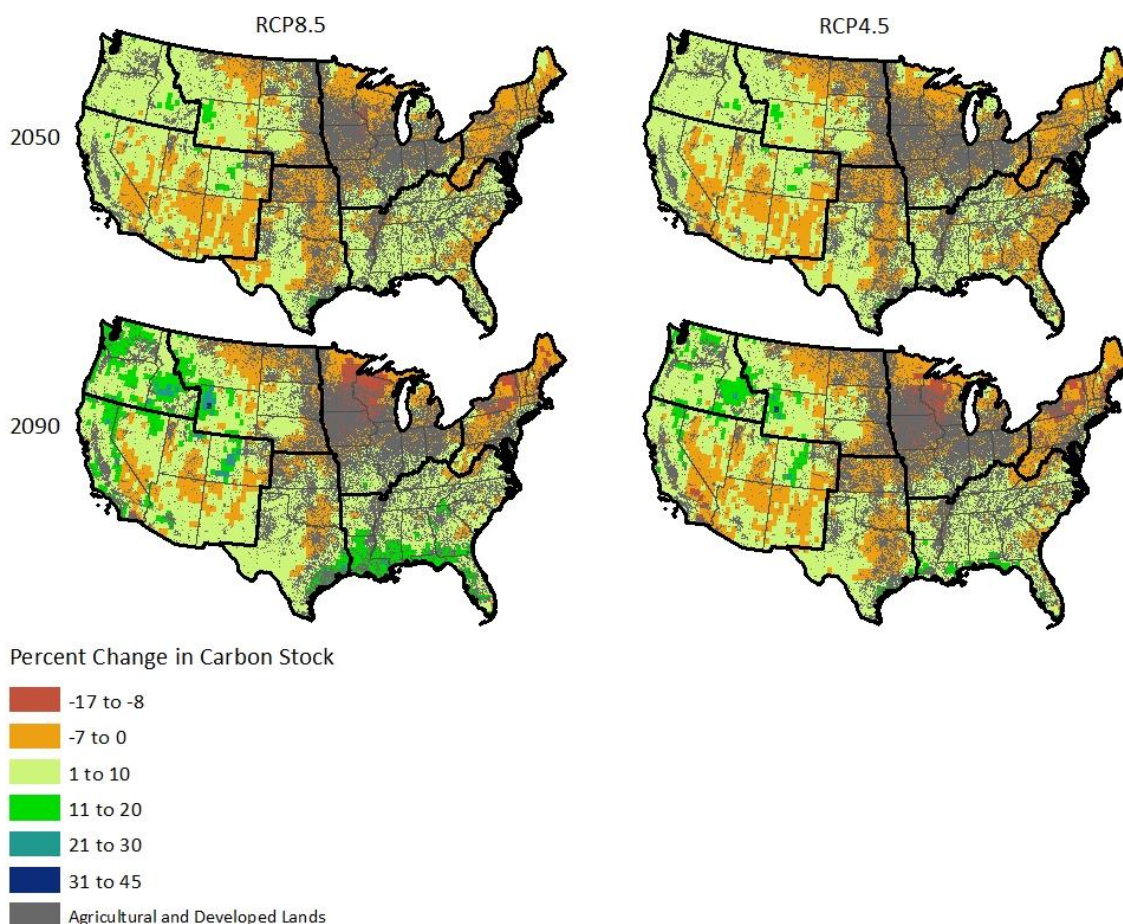 RCP8.5
RCP4.5
2050
2090
Percent Change in Carbon Stock
-17 to -8
-7 to 0
1 to 10
11 to 20
21 to 30
31 to 45
Agricultural and Developed Lands